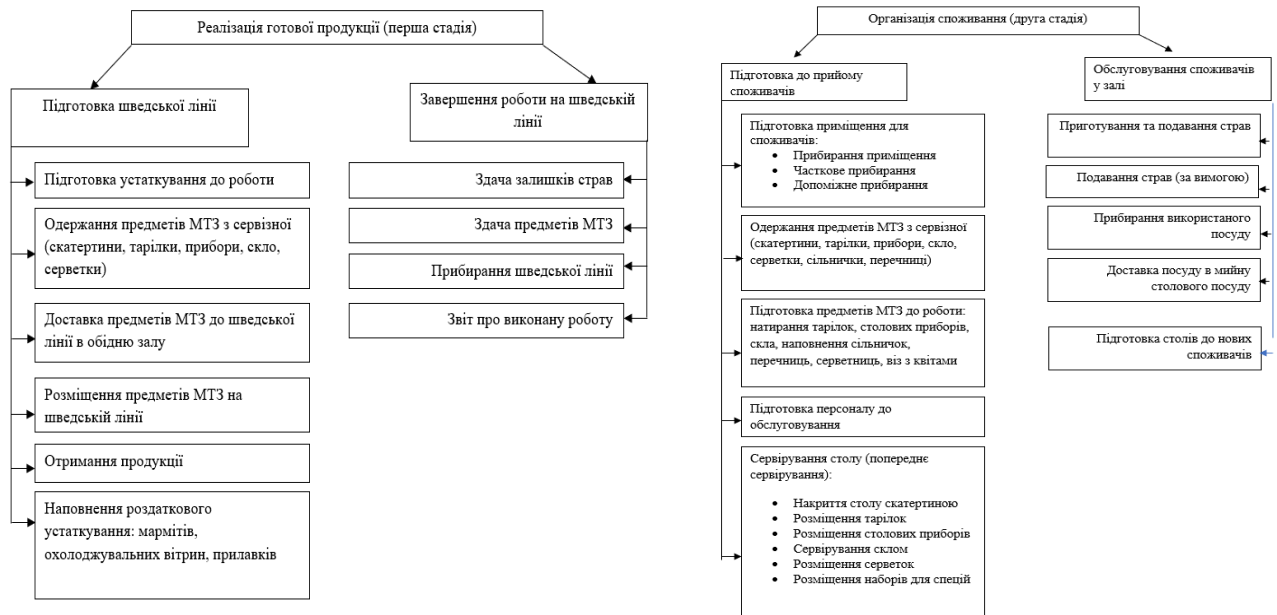 Реалізація готової продукції (перша стадія)
Підготовка шведської лінії
Підготовка устаткування до роботи
Одержання предметів МТЗ з сервізної
(скатертини, тарілки, прибори, скло,
серветки)
Доставка предметів МТЗ до шведської
лінії в обідню залу
Розміщення предметів МТЗ на
шведській лінії
Отримання продукції
Наповнення роздаткового
устаткування: мармітів,
охолоджувальних вітрин, прилавків
Завершення роботи на шведській
лінії
Здача залишків страв
Здача предметів МТЗ
Прибирання шведської лінії
Звіт про виконану роботу
Організація споживання (друга стадія)
Підготовка до прийому
споживачів
Підготовка приміщення для
споживачів:
• Прибирання приміщення
• Часткове прибирання
• Допоміжне прибирання
Одержання предметів МТЗ з сервізної
(скатертини, тарілки, прибори, скло,
серветки, сільнички, перечниці)
Підготовка предметів МТЗ до роботи:
натирання тарілок, столових приборів,
скла, наповнення сільничок,
перечниць, серветниць, віз з квітами
Підготовка персоналу до
обслуговування
Сервірування столу (попереднє
сервірування):
• Накриття столу скатертиною
• Розміщення тарілок
• Розміщення столових приборів
• Сервірування склом
• Розміщення серветок
• Розміщення наборів для спецій
Обслуговування споживачів
у залі
Приготування та подавання страв
Подавання страв (за вимогою)
Прибирання використаного
посуду
Доставка посуду в мийну
столового посуду
Підготовка столів до нових
споживачів